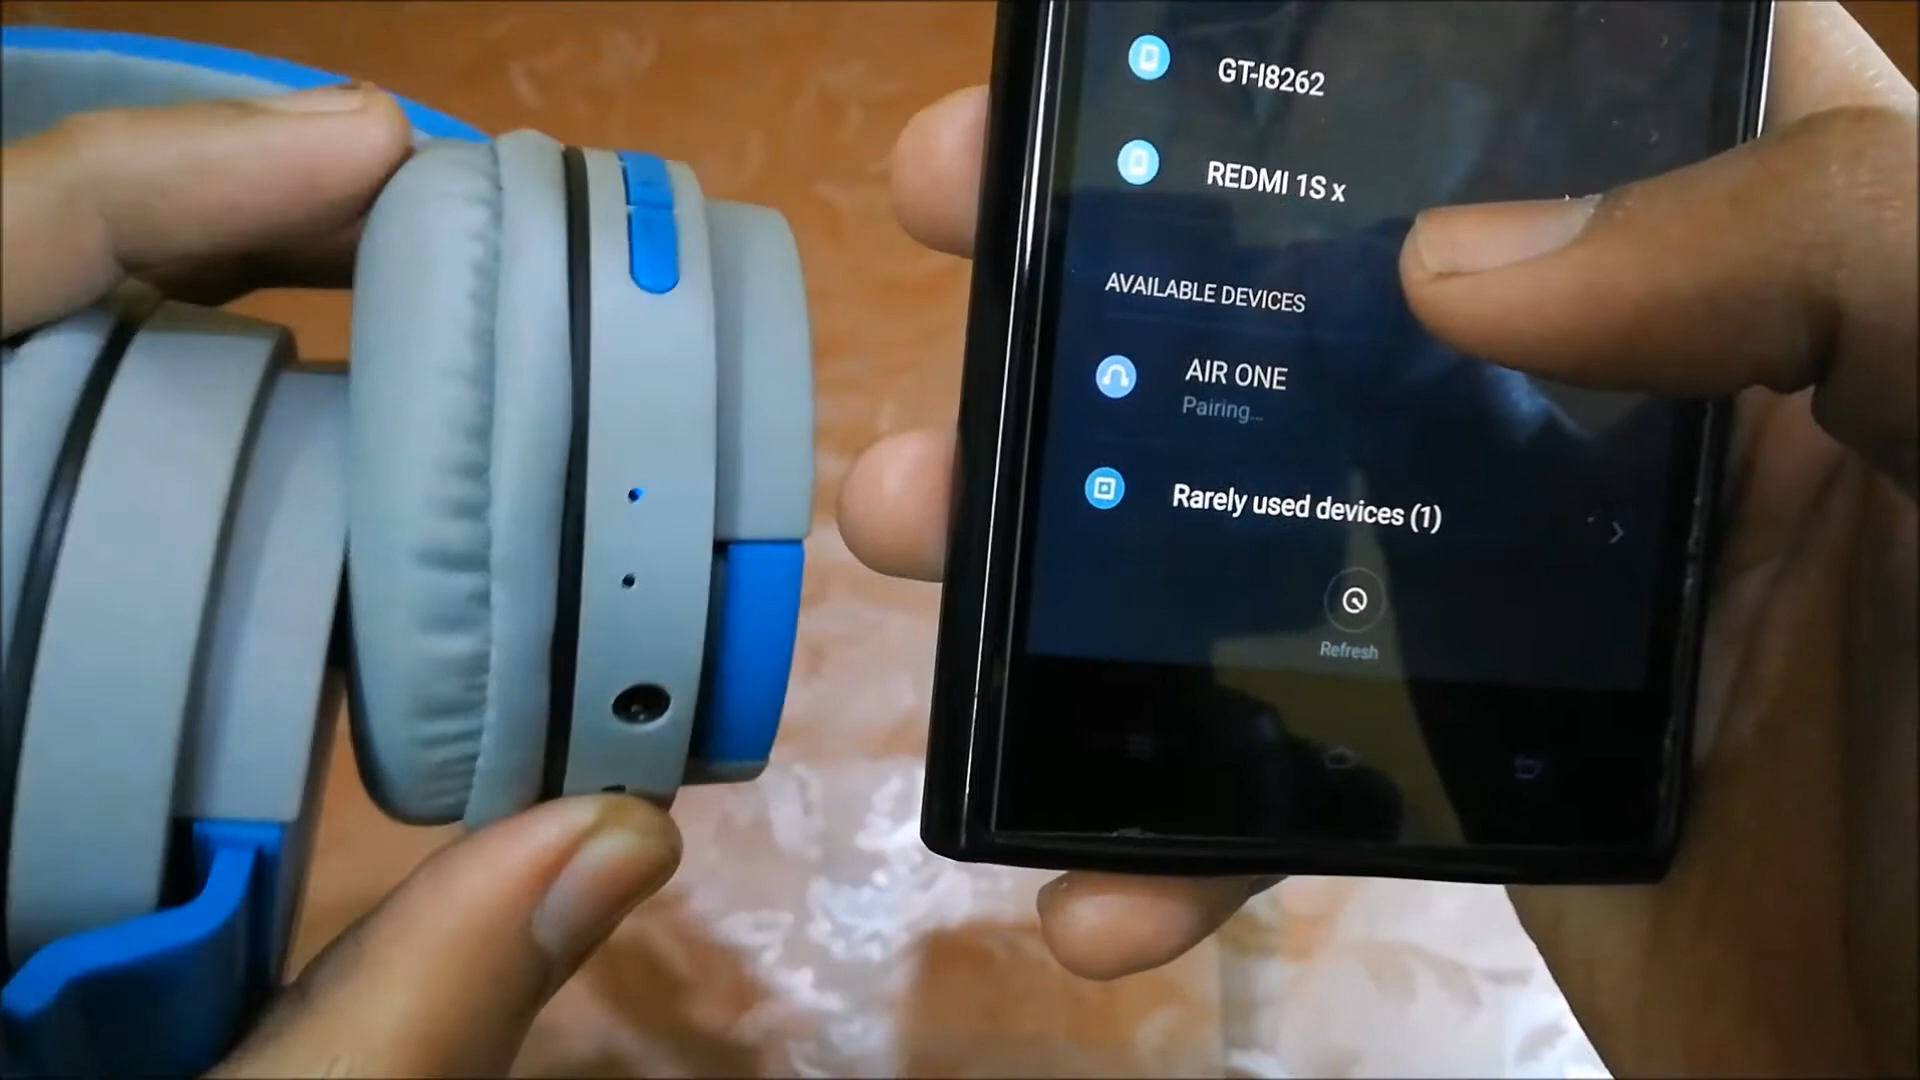 GT-I8262
REDMI 1S x
AVAILABLE DEVICES
AIR ONE
Pairing...
Rarely used devices (1)
Refresh